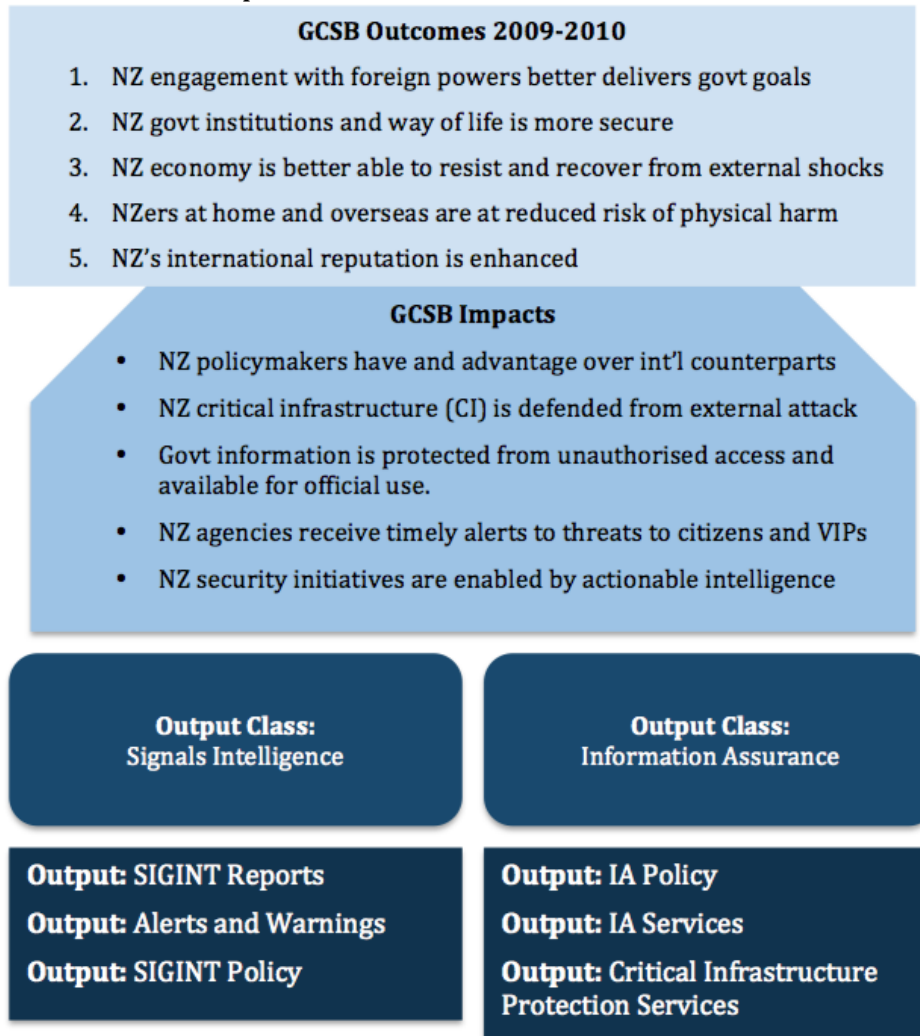 GCSB Outcomes 2009-2010
1. NZ engagement with foreign powers better delivers govt goals
2. NZ govt institutions and way of life is more secure
3. NZ economy is better able to resist and recover from external shocks
4. NZers at home and overseas are at reduced risk of physical harm
5. NZ’s international reputation is enhanced
GCSB Impacts
• NZ policymakers have and advantage over int’l counterparts
• NZ critical infrastructure (CI) is defended from external attack
• Govt information is protected from unauthorised access and
available for official use.
• NZ agencies receive timely alerts to threats to citizens and VIPs
• NZ security initiatives are enabled by actionable intelligence
Output Class:
Signals Intelligence
Output Class:
Information Assurance
Output: SIGINT Reports
Output: Alerts and Warnings
Output: SIGINT Policy
Output: IA Policy
Output: IA Services
Output: Critical Infrastructure
Protection Services